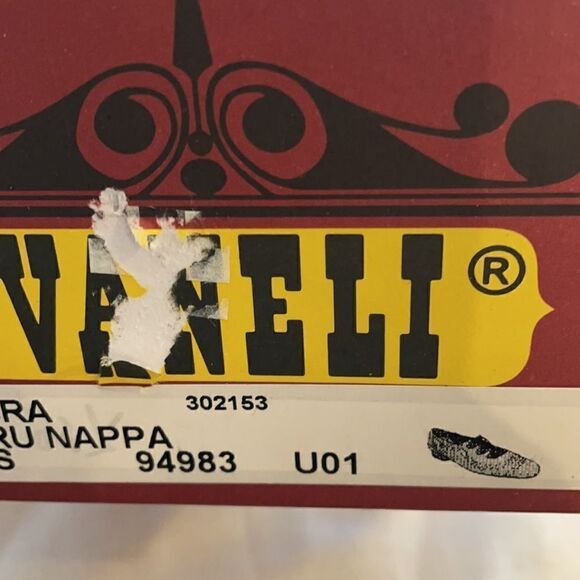 VANELI®
RA 302153
RU NAPPA
S 94983 U01